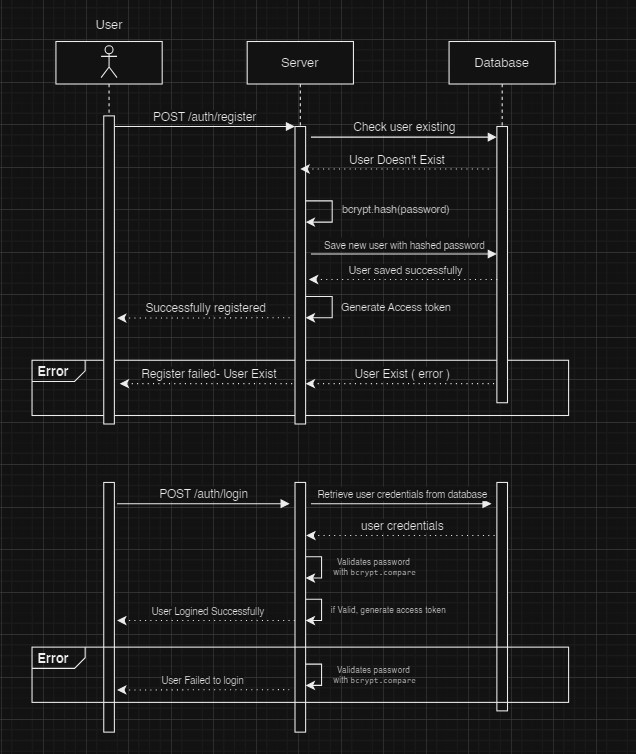 User
Server
Database
POST /auth/register
Check user existing
User Doesn't Exist
bcrypt.hash(password)
Save new user with hashed password
User saved successfully
Successfully registered
Generate Access token
Error
Register failed- User Exist
User Exist ( error )
POST /auth/login
Retrieve user credentials from database
user credentials
Validates password
with bcrypt.compare
User Logined Successfully
if Valid, generate access token
Error
Validates password
with bcrypt.compare
User Failed to login